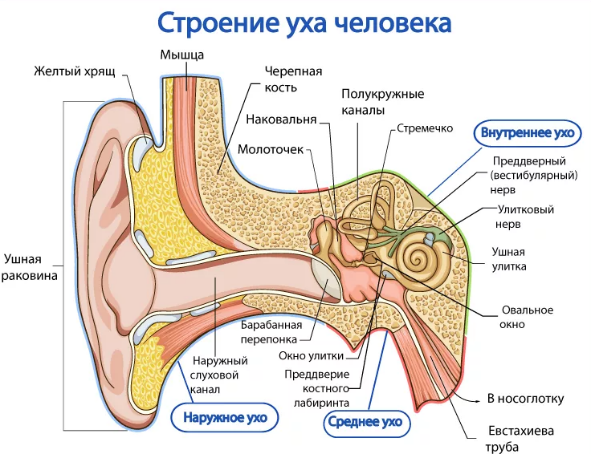 Строение уха человека
Мышца
Желтый хрящ
Черепная
кость
Полукружные
каналы
Наковальня
Стремечко
Молоточек
Внутреннее ухо
Преддверный
(вестибулярный)
нерв
Улитковый
нерв
Ушная
улитка
Ушная
раковина
Овальное
окно
Барабанная
перепонка
Окно улитки
Наружный
слуховой
канал
Преддверие
костного
лабиринта
В носоглотку
Наружное ухо
Среднее ухо
Евстахиева
труба